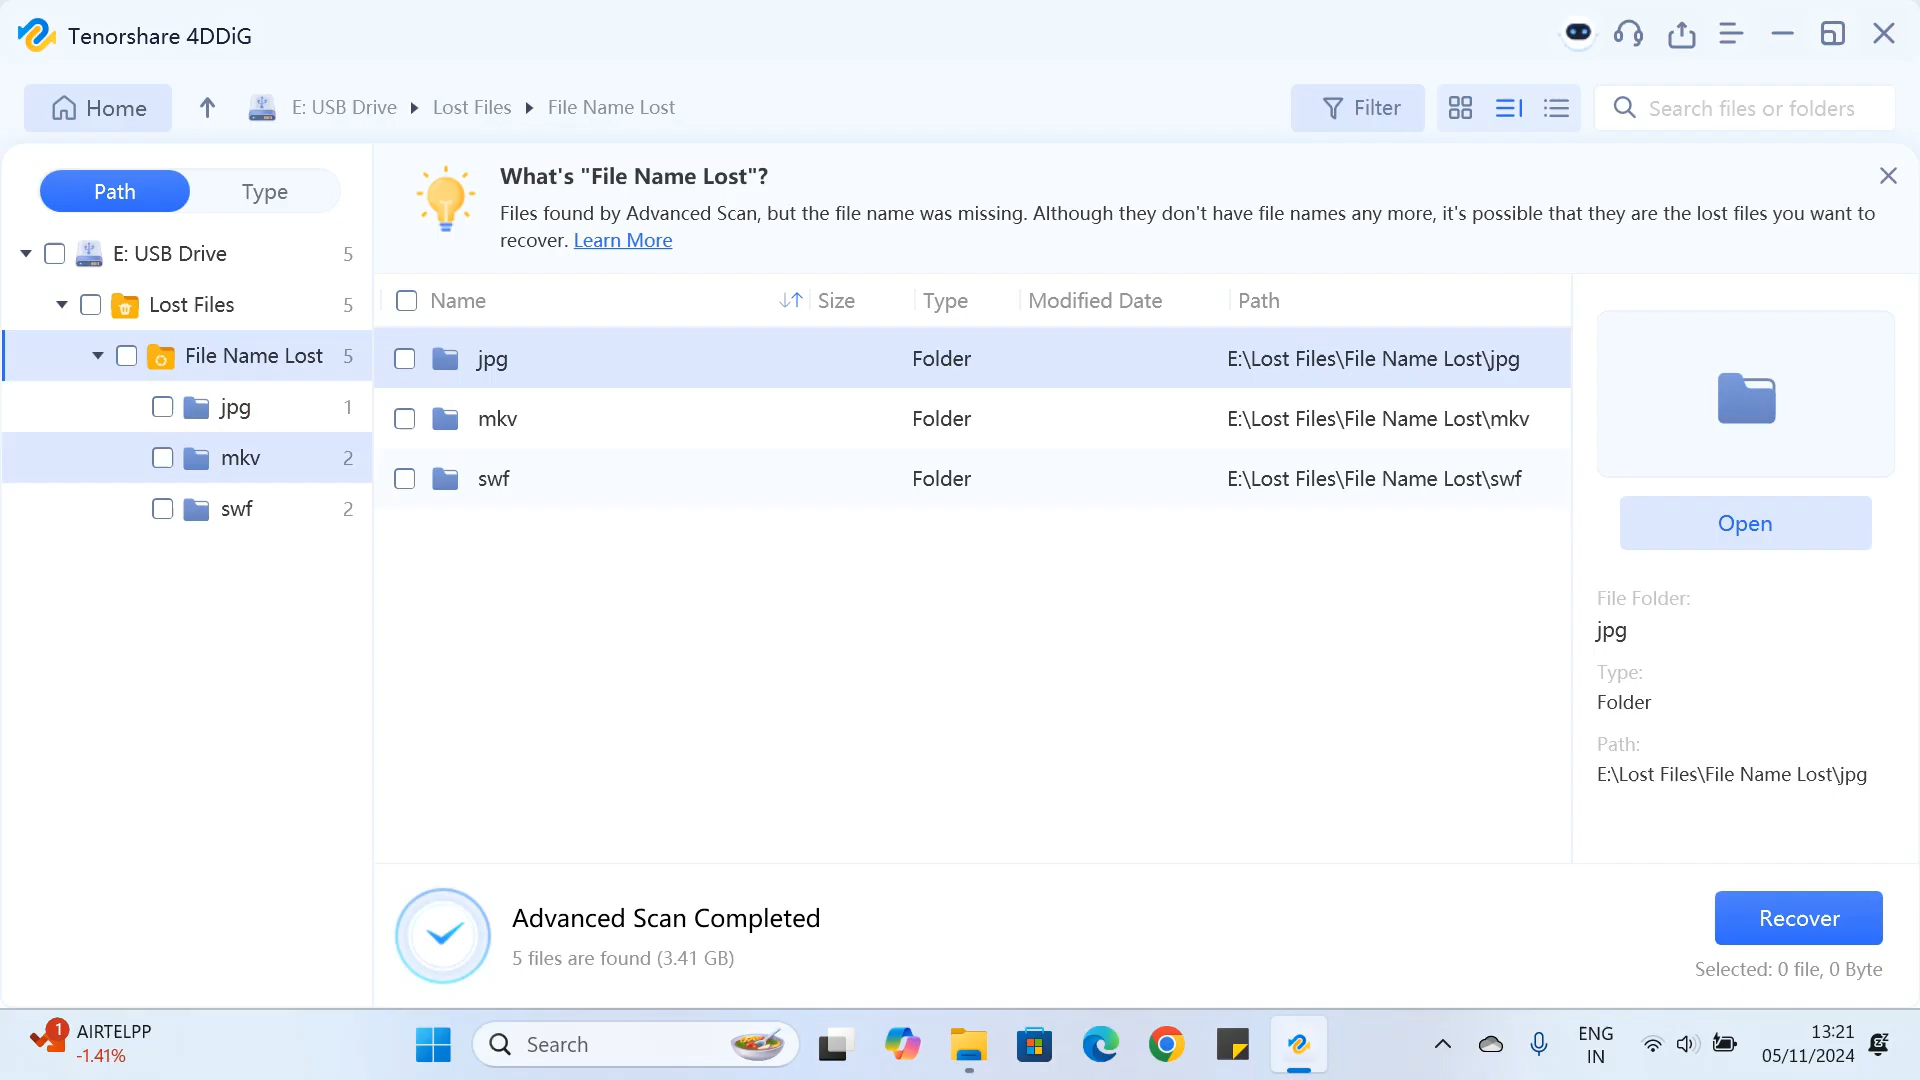 Tenorshare 4DDiG
Home
E: USB Drive
Lost Files
File Name Lost
Filter
Search files or folders
Path
Type
E: USB Drive 5
Lost Files 5
File Name Lost 5
jpg 1
mkv 2
swf 2
What's "File Name Lost"?
Files found by Advanced Scan, but the file name was missing. Although they don't have file names any more, it's possible that they are the lost files you want to
recover. Learn More
Name Size Type Modified Date Path
jpg Folder E:\Lost Files\File Name Lost\jpg
mkv Folder E:\Lost Files\File Name Lost\mkv
swf Folder E:\Lost Files\File Name Lost\swf
Open
File Folder:
jpg
Type:
Folder
Path:
E:\Lost Files\File Name Lost\jpg
Advanced Scan Completed
5 files are found (3.41 GB)
Recover
Selected: 0 file, 0 Byte
1
AIRTELPP
-1.41%
Search
ENG
IN
13:21
05/11/2024